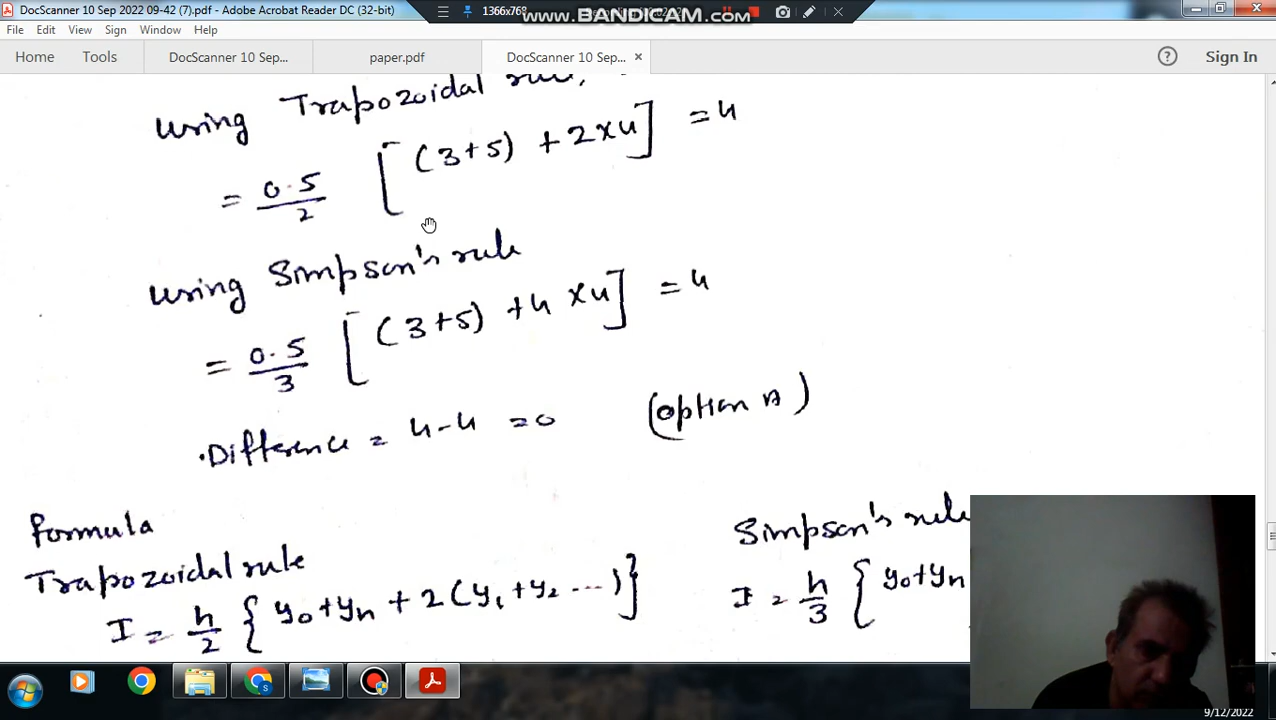 DocScanner 10 Sep 2022 09-42 (7).pdf - Adobe Acrobat Reader DC (32-bit)
1366x768
www.BANDICAM.com
File Edit View Sign Window Help
Home Tools DocScanner 10 Sep... paper.pdf DocScanner 10 Sep... × Sign In
using Trapozoidal rule,
= 0.5/2 [(3+5) + 2×4] = 4
using Simpson's rule
= 0.5/3 [(3+5) + 4×4] = 4
Difference = 4-4 = 0 (option A)
formula
Trapozoidal rule
I = h/2 {y₀+yₙ + 2(y₁+y₂ ...)}
Simpson's rule
I = h/3 {y₀+yₙ
9/12/2022